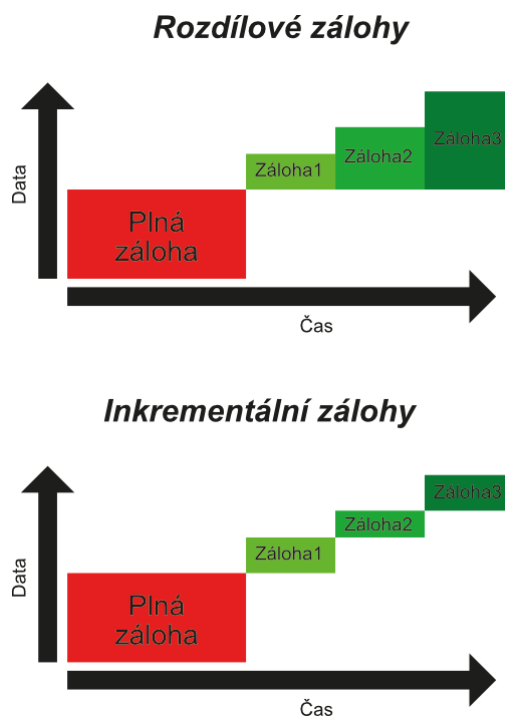 Rozdílové zálohy
Data
Plná
záloha
Záloha1
Záloha2
Záloha3
Čas
Inkrementální zálohy
Data
Plná
záloha
Záloha1
Záloha2
Záloha3
Čas